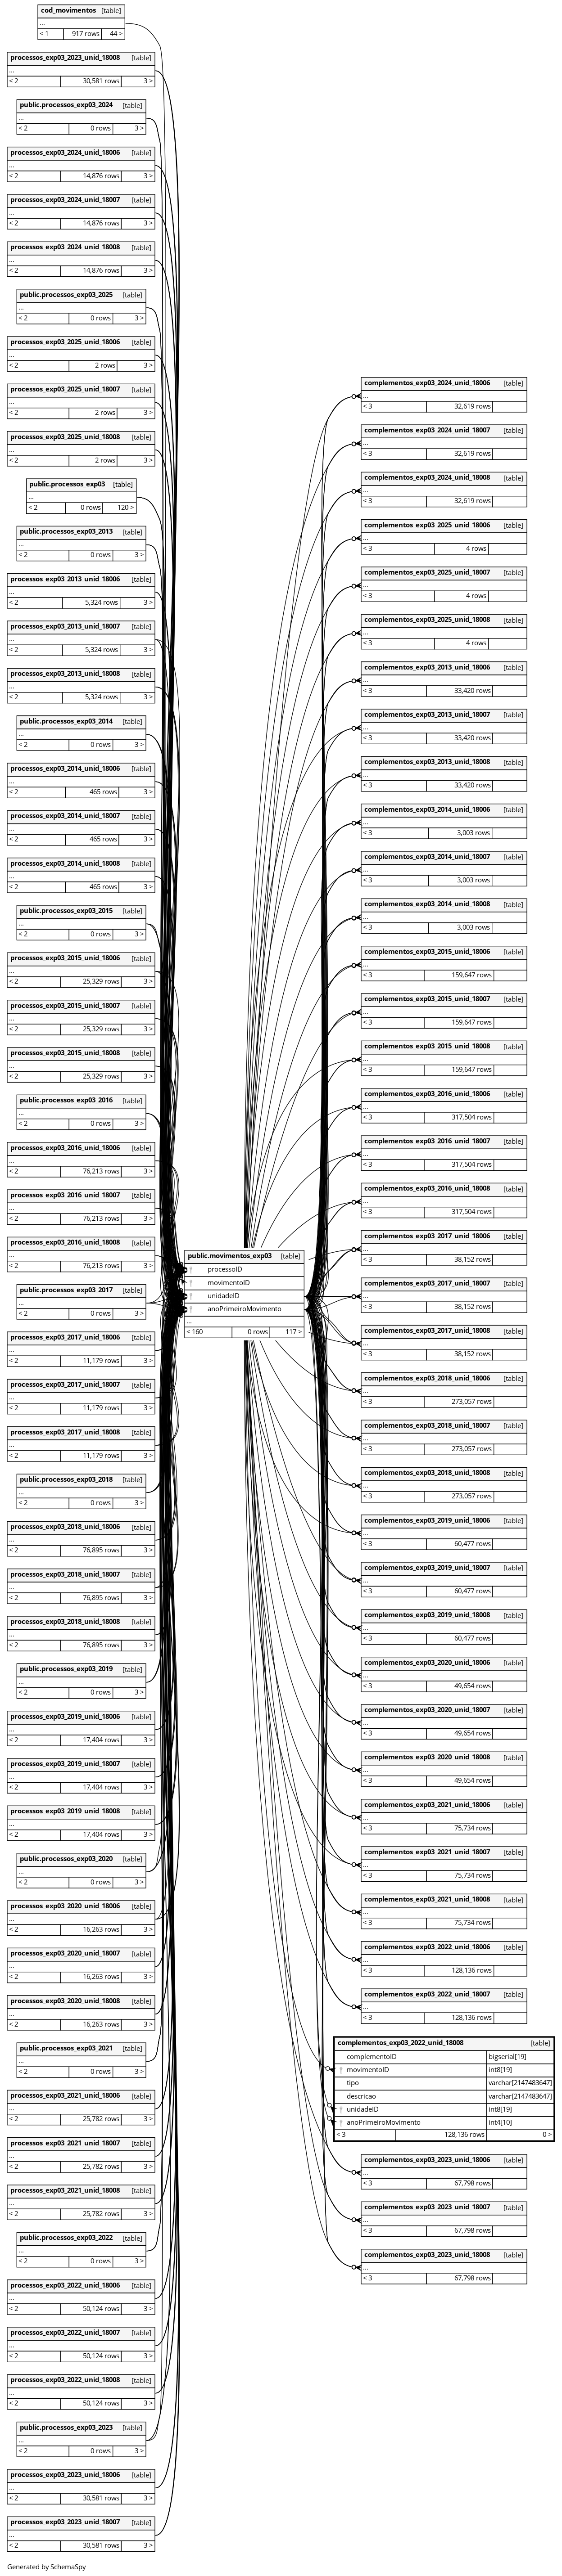 cod_movimentos [table]
...
< 1 917 rows 44 >
processos_exp03_2023_unid_18008 [table]
...
< 2 30,581 rows 3 >
public.processos_exp03_2024 [table]
...
< 2 0 rows 3 >
processos_exp03_2024_unid_18006 [table]
...
< 2 14,876 rows 3 >
processos_exp03_2024_unid_18007 [table]
...
< 2 14,876 rows 3 >
processos_exp03_2024_unid_18008 [table]
...
< 2 14,876 rows 3 >
public.processos_exp03_2025 [table]
...
< 2 0 rows 3 >
processos_exp03_2025_unid_18006 [table]
...
< 2 2 rows 3 >
processos_exp03_2025_unid_18007 [table]
...
< 2 2 rows 3 >
processos_exp03_2025_unid_18008 [table]
...
< 2 2 rows 3 >
public.processos_exp03 [table]
...
< 2 0 rows 120 >
public.processos_exp03_2013 [table]
...
< 2 0 rows 3 >
processos_exp03_2013_unid_18006 [table]
...
< 2 5,324 rows 3 >
processos_exp03_2013_unid_18007 [table]
...
< 2 5,324 rows 3 >
processos_exp03_2013_unid_18008 [table]
...
< 2 5,324 rows 3 >
public.processos_exp03_2014 [table]
...
< 2 0 rows 3 >
processos_exp03_2014_unid_18006 [table]
...
< 2 465 rows 3 >
processos_exp03_2014_unid_18007 [table]
...
< 2 465 rows 3 >
processos_exp03_2014_unid_18008 [table]
...
< 2 465 rows 3 >
public.processos_exp03_2015 [table]
...
< 2 0 rows 3 >
processos_exp03_2015_unid_18006 [table]
...
< 2 25,329 rows 3 >
processos_exp03_2015_unid_18007 [table]
...
< 2 25,329 rows 3 >
processos_exp03_2015_unid_18008 [table]
...
< 2 25,329 rows 3 >
public.processos_exp03_2016 [table]
...
< 2 0 rows 3 >
processos_exp03_2016_unid_18006 [table]
...
< 2 76,213 rows 3 >
processos_exp03_2016_unid_18007 [table]
...
< 2 76,213 rows 3 >
processos_exp03_2016_unid_18008 [table]
...
< 2 76,213 rows 3 >
public.processos_exp03_2017 [table]
...
< 2 0 rows 3 >
processos_exp03_2017_unid_18006 [table]
...
< 2 11,179 rows 3 >
processos_exp03_2017_unid_18007 [table]
...
< 2 11,179 rows 3 >
processos_exp03_2017_unid_18008 [table]
...
< 2 11,179 rows 3 >
public.processos_exp03_2018 [table]
...
< 2 0 rows 3 >
processos_exp03_2018_unid_18006 [table]
...
< 2 76,895 rows 3 >
processos_exp03_2018_unid_18007 [table]
...
< 2 76,895 rows 3 >
processos_exp03_2018_unid_18008 [table]
...
< 2 76,895 rows 3 >
public.processos_exp03_2019 [table]
...
< 2 0 rows 3 >
processos_exp03_2019_unid_18006 [table]
...
< 2 17,404 rows 3 >
processos_exp03_2019_unid_18007 [table]
...
< 2 17,404 rows 3 >
processos_exp03_2019_unid_18008 [table]
...
< 2 17,404 rows 3 >
public.processos_exp03_2020 [table]
...
< 2 0 rows 3 >
processos_exp03_2020_unid_18006 [table]
...
< 2 16,263 rows 3 >
processos_exp03_2020_unid_18007 [table]
...
< 2 16,263 rows 3 >
processos_exp03_2020_unid_18008 [table]
...
< 2 16,263 rows 3 >
public.processos_exp03_2021 [table]
...
< 2 0 rows 3 >
processos_exp03_2021_unid_18006 [table]
...
< 2 25,782 rows 3 >
processos_exp03_2021_unid_18007 [table]
...
< 2 25,782 rows 3 >
processos_exp03_2021_unid_18008 [table]
...
< 2 25,782 rows 3 >
public.processos_exp03_2022 [table]
...
< 2 0 rows 3 >
processos_exp03_2022_unid_18006 [table]
...
< 2 50,124 rows 3 >
processos_exp03_2022_unid_18007 [table]
...
< 2 50,124 rows 3 >
processos_exp03_2022_unid_18008 [table]
...
< 2 50,124 rows 3 >
public.processos_exp03_2023 [table]
...
< 2 0 rows 3 >
processos_exp03_2023_unid_18006 [table]
...
< 2 30,581 rows 3 >
processos_exp03_2023_unid_18007 [table]
...
< 2 30,581 rows 3 >
public.movimentos_exp03 [table]
processoID
movimentoID
unidadeID
anoPrimeiroMovimento
...
< 160 0 rows 117 >
complementos_exp03_2024_unid_18006 [table]
...
< 3 32,619 rows
complementos_exp03_2024_unid_18007 [table]
...
< 3 32,619 rows
complementos_exp03_2024_unid_18008 [table]
...
< 3 32,619 rows
complementos_exp03_2025_unid_18006 [table]
...
< 3 4 rows
complementos_exp03_2025_unid_18007 [table]
...
< 3 4 rows
complementos_exp03_2025_unid_18008 [table]
...
< 3 4 rows
complementos_exp03_2013_unid_18006 [table]
...
< 3 33,420 rows
complementos_exp03_2013_unid_18007 [table]
...
< 3 33,420 rows
complementos_exp03_2013_unid_18008 [table]
...
< 3 33,420 rows
complementos_exp03_2014_unid_18006 [table]
...
< 3 3,003 rows
complementos_exp03_2014_unid_18007 [table]
...
< 3 3,003 rows
complementos_exp03_2014_unid_18008 [table]
...
< 3 3,003 rows
complementos_exp03_2015_unid_18006 [table]
...
< 3 159,647 rows
complementos_exp03_2015_unid_18007 [table]
...
< 3 159,647 rows
complementos_exp03_2015_unid_18008 [table]
...
< 3 159,647 rows
complementos_exp03_2016_unid_18006 [table]
...
< 3 317,504 rows
complementos_exp03_2016_unid_18007 [table]
...
< 3 317,504 rows
complementos_exp03_2016_unid_18008 [table]
...
< 3 317,504 rows
complementos_exp03_2017_unid_18006 [table]
...
< 3 38,152 rows
complementos_exp03_2017_unid_18007 [table]
...
< 3 38,152 rows
complementos_exp03_2017_unid_18008 [table]
...
< 3 38,152 rows
complementos_exp03_2018_unid_18006 [table]
...
< 3 273,057 rows
complementos_exp03_2018_unid_18007 [table]
...
< 3 273,057 rows
complementos_exp03_2018_unid_18008 [table]
...
< 3 273,057 rows
complementos_exp03_2019_unid_18006 [table]
...
< 3 60,477 rows
complementos_exp03_2019_unid_18007 [table]
...
< 3 60,477 rows
complementos_exp03_2019_unid_18008 [table]
...
< 3 60,477 rows
complementos_exp03_2020_unid_18006 [table]
...
< 3 49,654 rows
complementos_exp03_2020_unid_18007 [table]
...
< 3 49,654 rows
complementos_exp03_2020_unid_18008 [table]
...
< 3 49,654 rows
complementos_exp03_2021_unid_18006 [table]
...
< 3 75,734 rows
complementos_exp03_2021_unid_18007 [table]
...
< 3 75,734 rows
complementos_exp03_2021_unid_18008 [table]
...
< 3 75,734 rows
complementos_exp03_2022_unid_18006 [table]
...
< 3 128,136 rows
complementos_exp03_2022_unid_18007 [table]
...
< 3 128,136 rows
complementos_exp03_2022_unid_18008 [table]
complementoID bigserial[19]
movimentoID int8[19]
tipo varchar[2147483647]
descricao varchar[2147483647]
unidadeID int8[19]
anoPrimeiroMovimento int4[10]
< 3 128,136 rows 0 >
complementos_exp03_2023_unid_18006 [table]
...
< 3 67,798 rows
complementos_exp03_2023_unid_18007 [table]
...
< 3 67,798 rows
complementos_exp03_2023_unid_18008 [table]
...
< 3 67,798 rows
Generated by SchemaSpy